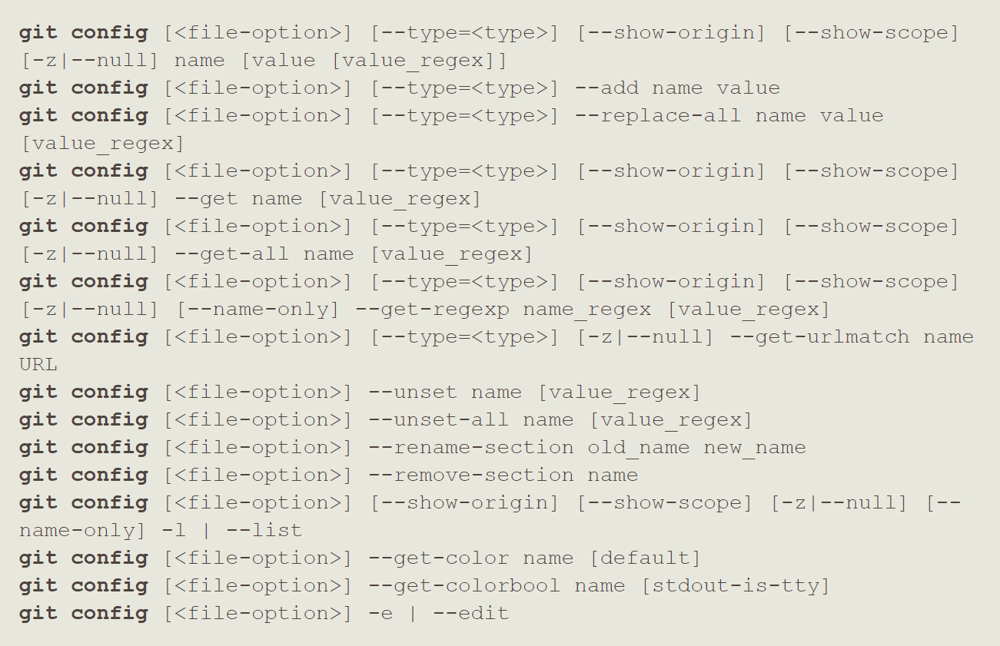 git config [<file-option>] [--type=<type>] [--show-origin] [--show-scope]
[-z|--null] name [value [value_regex]]
git config [<file-option>] [--type=<type>] --add name value
git config [<file-option>] [--type=<type>] --replace-all name value
[value_regex]
git config [<file-option>] [--type=<type>] [--show-origin] [--show-scope]
[-z|--null] --get name [value_regex]
git config [<file-option>] [--type=<type>] [--show-origin] [--show-scope]
[-z|--null] --get-all name [value_regex]
git config [<file-option>] [--type=<type>] [--show-origin] [--show-scope]
[-z|--null] [--name-only] --get-regexp name_regex [value_regex]
git config [<file-option>] [--type=<type>] [-z|--null] --get-urlmatch name
URL
git config [<file-option>] --unset name [value_regex]
git config [<file-option>] --unset-all name [value_regex]
git config [<file-option>] --rename-section old_name new_name
git config [<file-option>] --remove-section name
git config [<file-option>] [--show-origin] [--show-scope] [-z|--null] [--
name-only] -l | --list
git config [<file-option>] --get-color name [default]
git config [<file-option>] --get-colorbool name [stdout-is-tty]
git config [<file-option>] -e | --edit